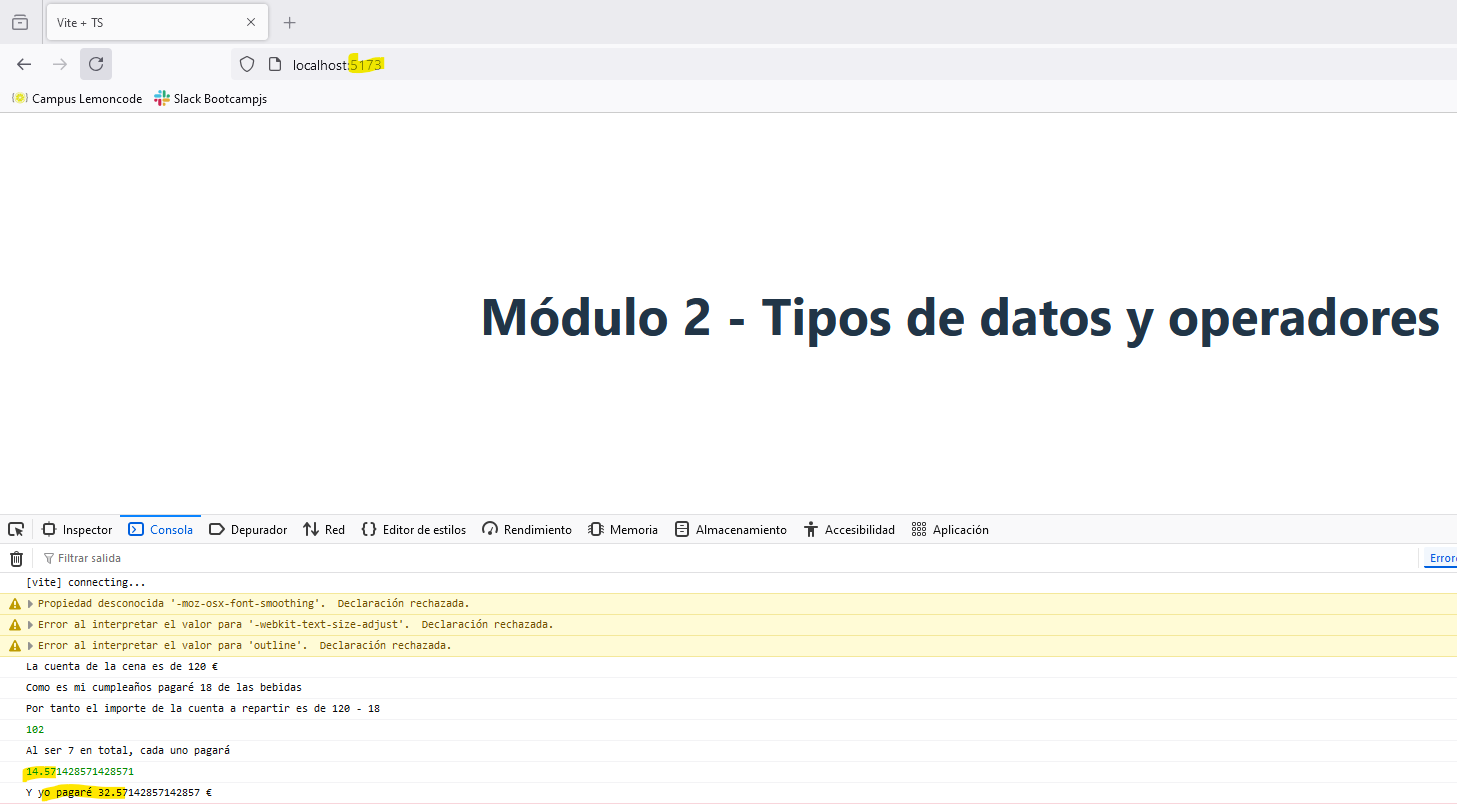 Vite + TS
localhost:5173
Campus Lemoncode Slack Bootcampjs
Módulo 2 - Tipos de datos y operadores
Inspector Consola Depurador Red Editor de estilos Rendimiento Memoria Almacenamiento Accesibilidad Aplicación
Filtrar salida Errore
[vite] connecting...
Propiedad desconocida '-moz-osx-font-smoothing'. Declaración rechazada.
Error al interpretar el valor para '-webkit-text-size-adjust'. Declaración rechazada.
Error al interpretar el valor para 'outline'. Declaración rechazada.
La cuenta de la cena es de 120 €
Como es mi cumpleaños pagaré 18 de las bebidas
Por tanto el importe de la cuenta a repartir es de 120 - 18
102
Al ser 7 en total, cada uno pagará
14.571428571428571
Y yo pagaré 32.57142857142857 €